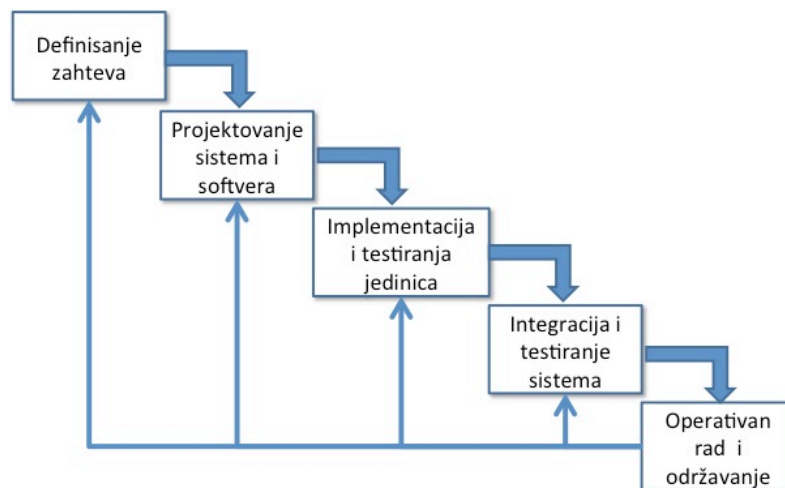 Definisanje
zahteva
Projektovanje
sistema i
softvera
Implementacija
i testiranja
jedinica
Integracija i
testiranje
sistema
Operativan
rad i
održavanje